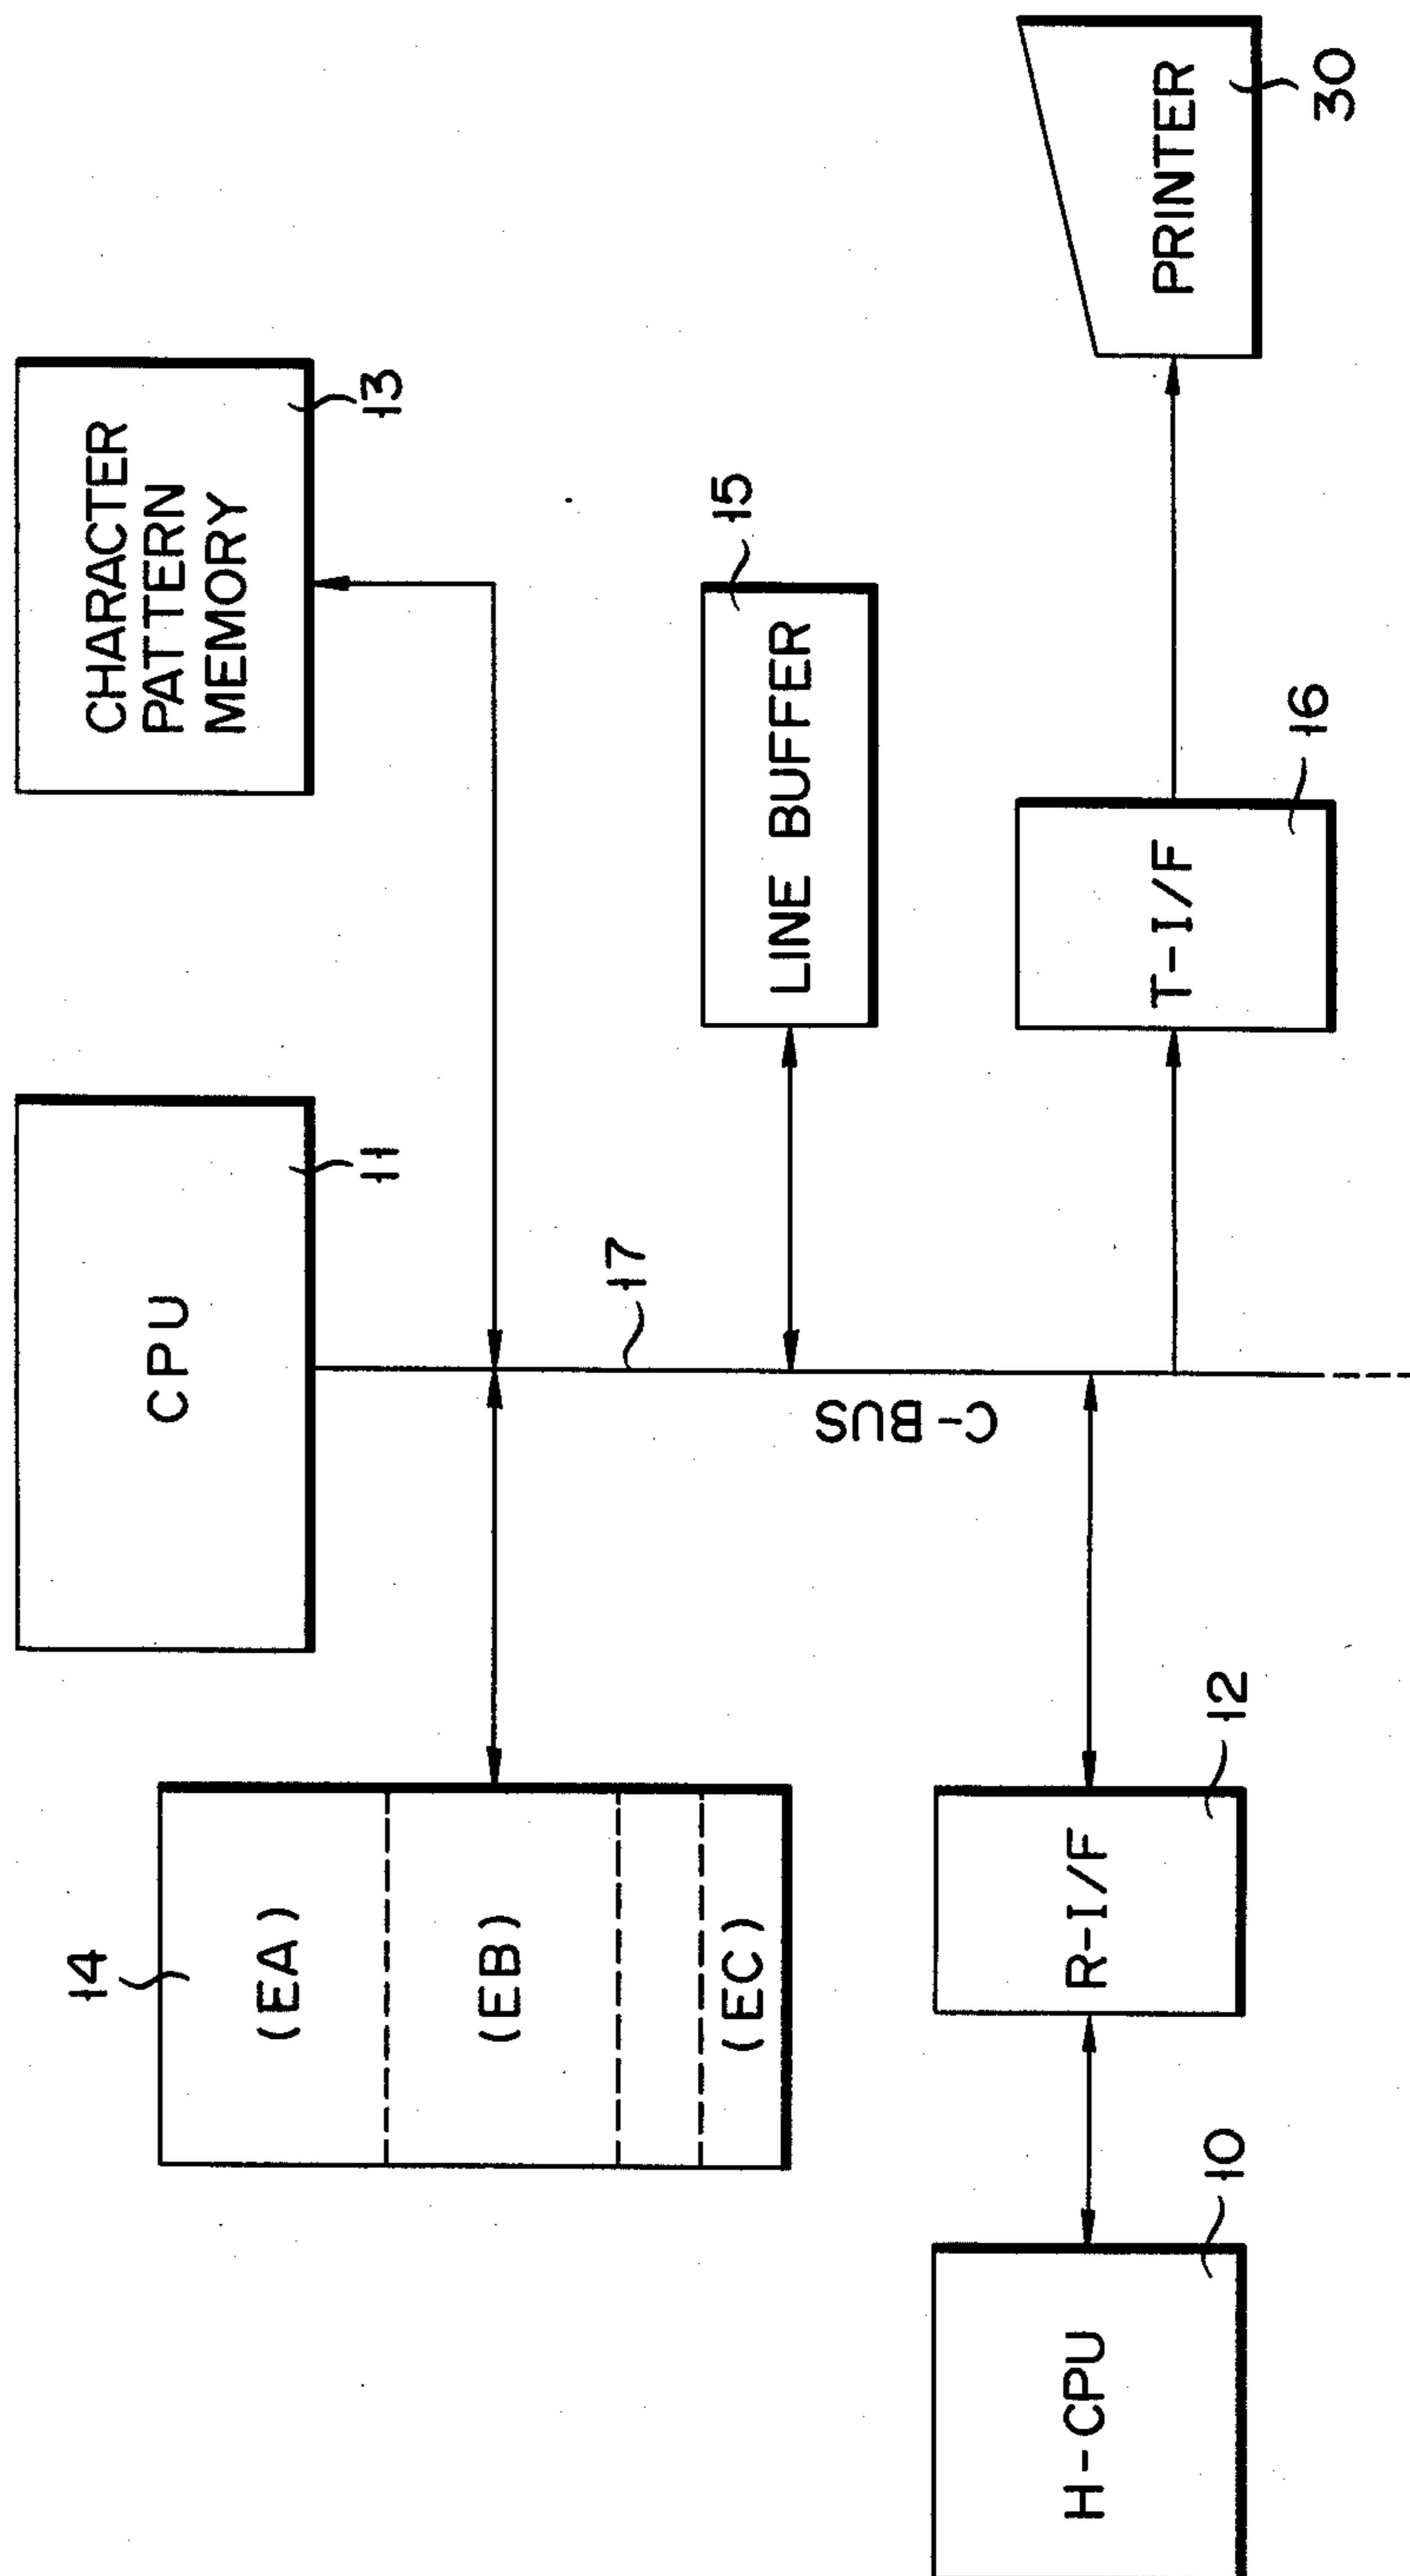 CPU
11
CHARACTER
PATTERN
MEMORY
13
14
(EA)
(EB)
(EC)
17
C-BUS
LINE BUFFER
15
H-CPU
10
R-I/F
12
T-I/F
16
PRINTER
30